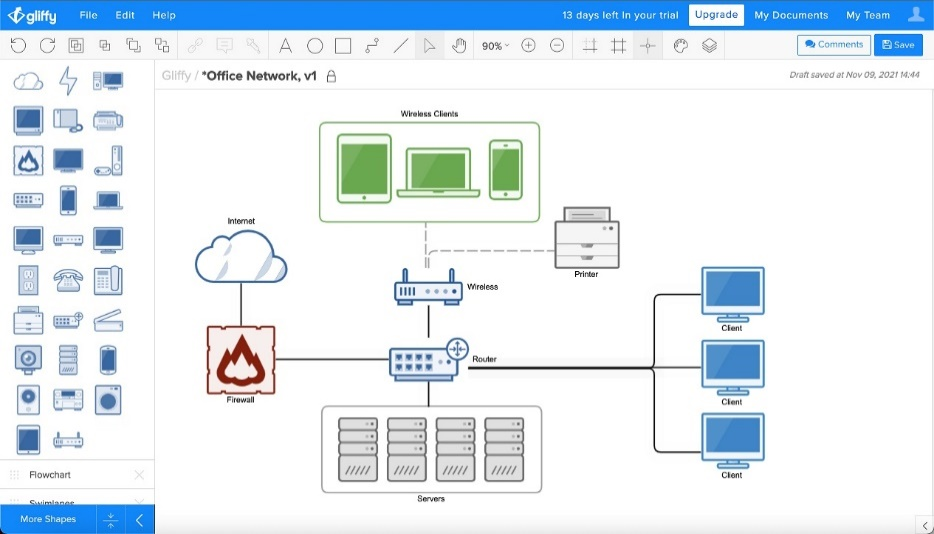 gliffy File Edit Help 13 days left In your trial Upgrade My Documents My Team
90% Comments Save
Gliffy / *Office Network, v1 Draft saved at Nov 09, 2021 14:44
Wireless Clients
Internet
Printer
Wireless
Client
Router
Firewall
Client
Client
Servers
Flowchart
Swimlanes
More Shapes